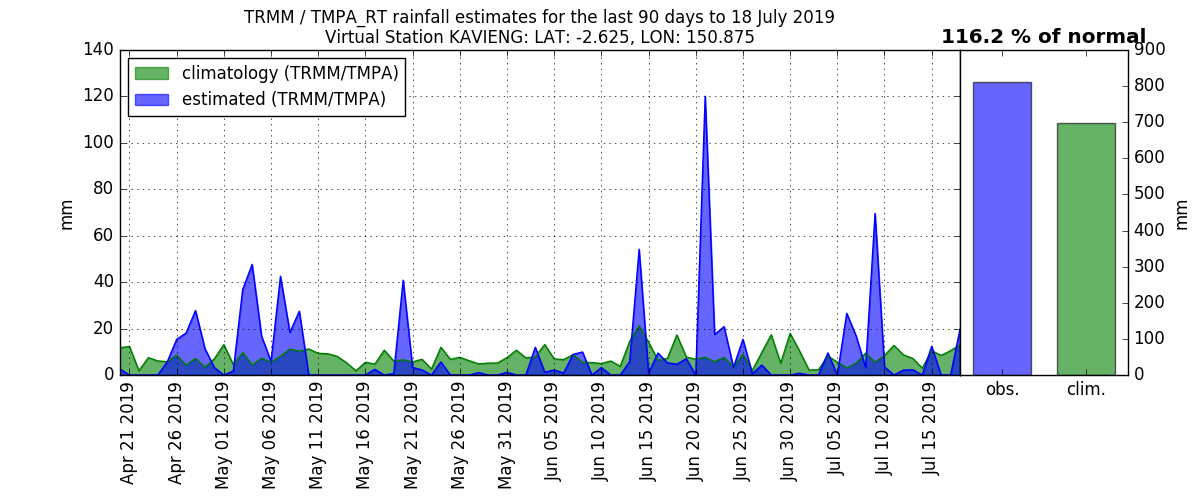 TRMM / TMPA_RT rainfall estimates for the last 90 days to 18 July 2019
Virtual Station KAVIENG: LAT: -2.625, LON: 150.875
116.2 % of normal
climatology (TRMM/TMPA)
estimated (TRMM/TMPA)
mm
140
120
100
80
60
40
20
0
Apr 21 2019
Apr 26 2019
May 01 2019
May 06 2019
May 11 2019
May 16 2019
May 21 2019
May 26 2019
May 31 2019
Jun 05 2019
Jun 10 2019
Jun 15 2019
Jun 20 2019
Jun 25 2019
Jun 30 2019
Jul 05 2019
Jul 10 2019
Jul 15 2019
obs.
clim.
900
800
700
600
500
400
300
200
100
0
mm